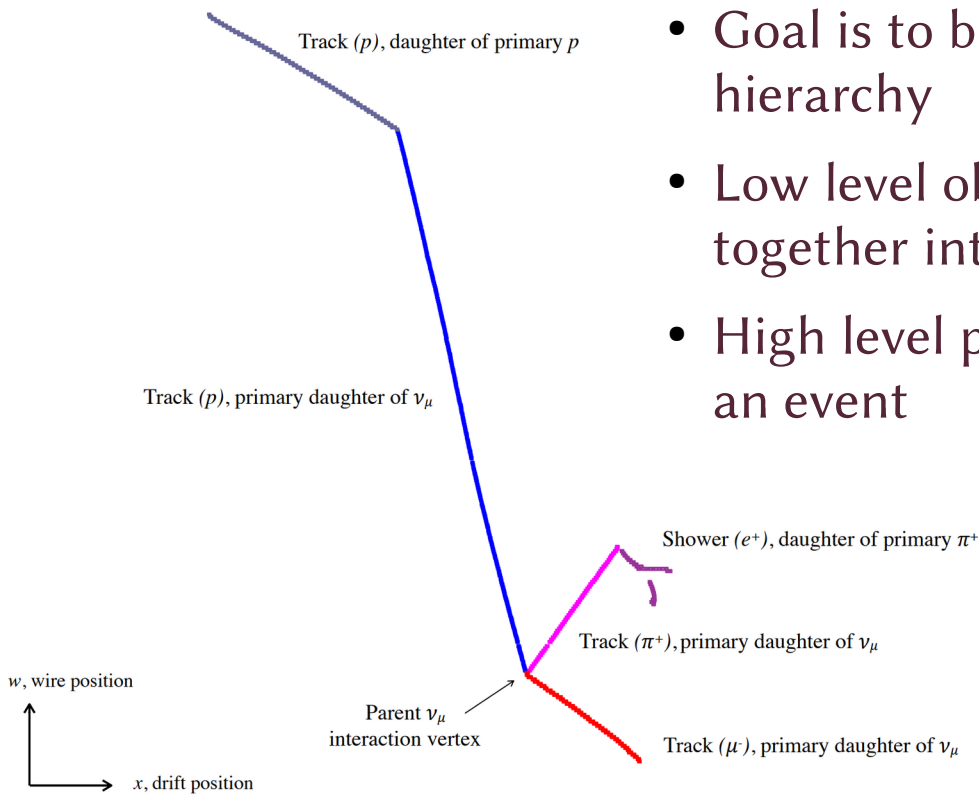 Track (p), daughter of primary p
• Goal is to b
hierarchy
• Low level ob
together int
• High level p
an event
Track (p), primary daughter of νμ
Shower (e⁺), daughter of primary π⁺
Track (π⁺), primary daughter of νμ
w, wire position
Parent νμ
interaction vertex
Track (μ⁻), primary daughter of νμ
x, drift position